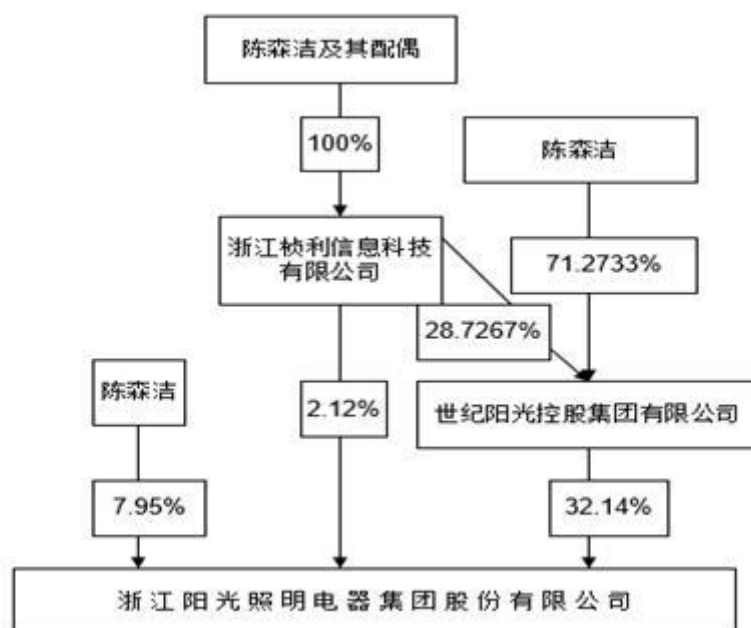 陈森洁及其配偶
100%
陈森洁
浙江桢利信息科技
有限公司
71.2733%
28.7267%
陈森洁
2.12%
世纪阳光控股集团有限公司
7.95%
32.14%
浙江阳光照明电器集团股份有限公司